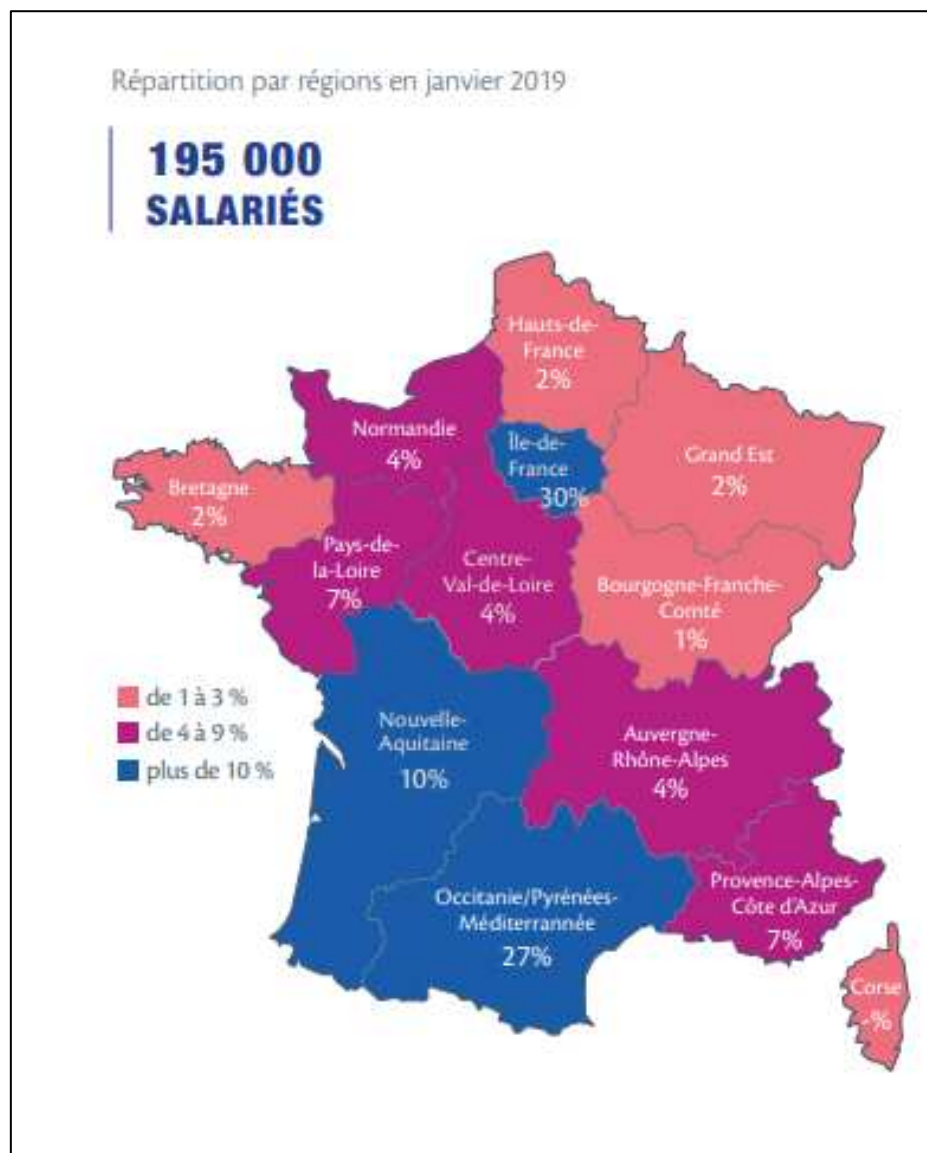 Répartition par régions en janvier 2019
195 000
SALARIÉS
Hauts-de-
France
2%
Normandie
4%
Île-de-
France
30%
Grand Est
2%
Bretagne
2%
Pays-de-
la-Loire
7%
Centre-
Val-de-Loire
4%
Bourgogne-Franche-
Comté
1%
de 1 à 3 %
de 4 à 9 %
plus de 10 %
Nouvelle-
Aquitaine
10%
Auvergne-
Rhône-Alpes
4%
Occitanie/Pyrénées-
Méditerrannée
27%
Provence-Alpes-
Côte d'Azur
7%
Corse
-%